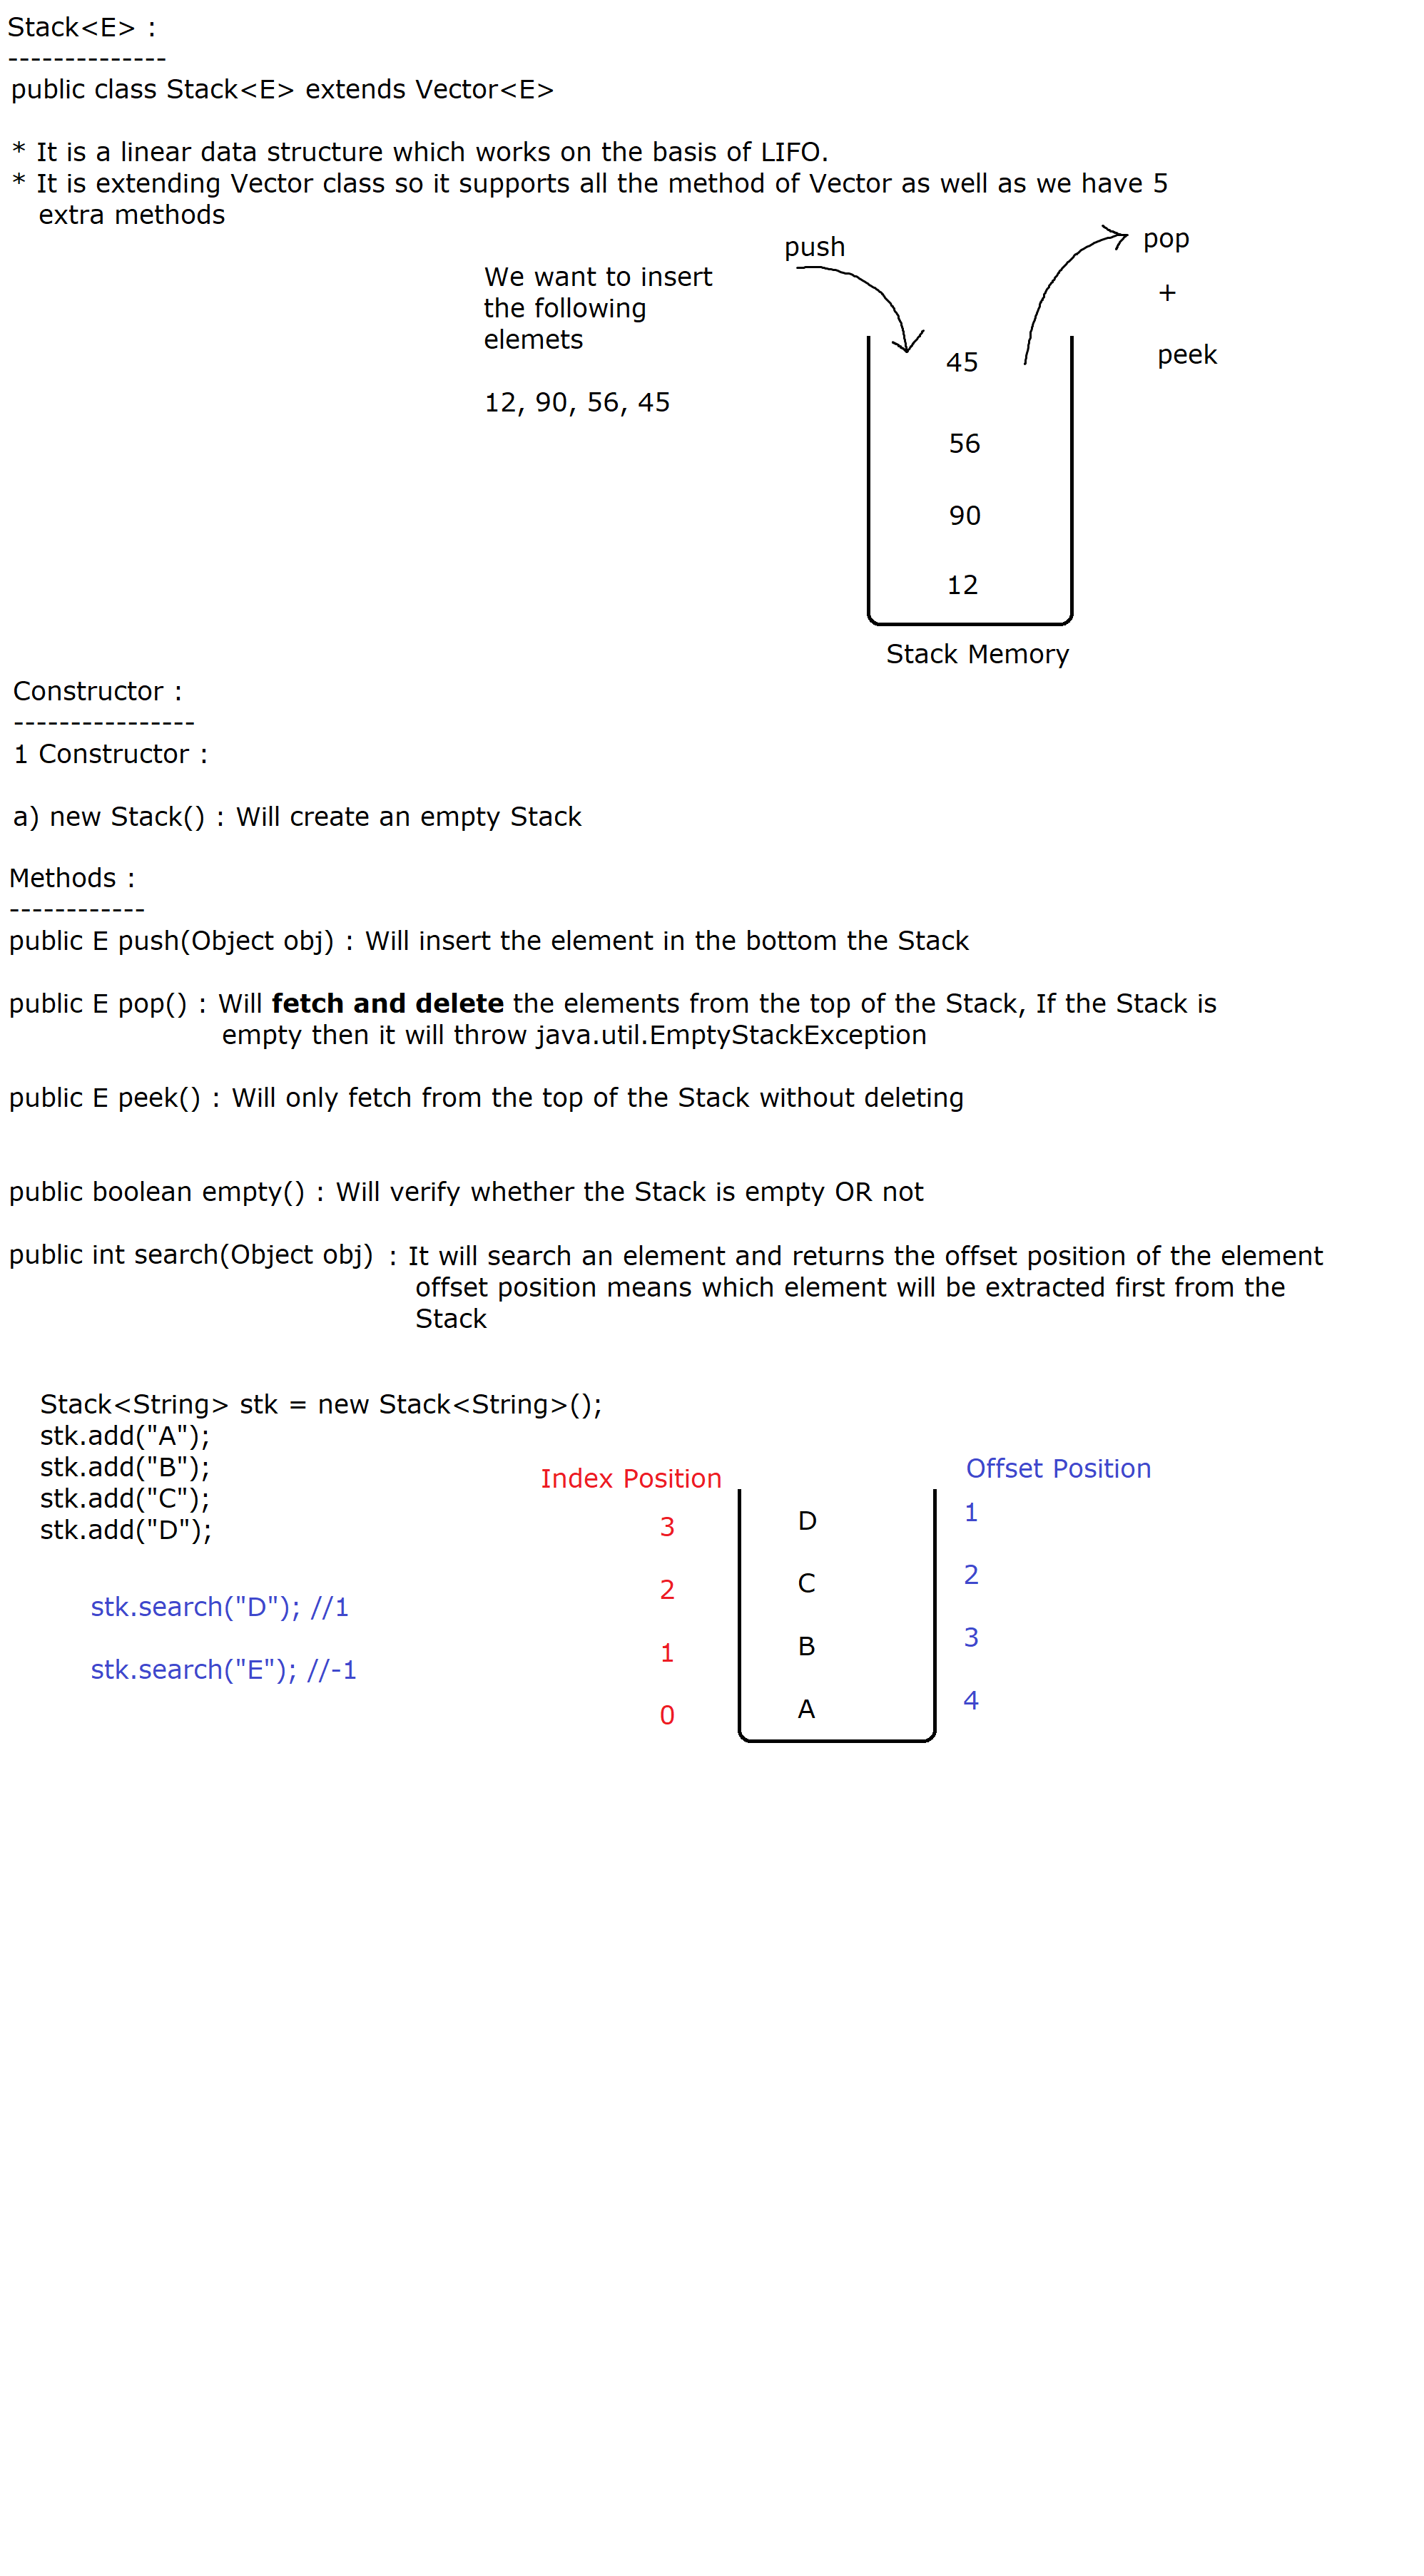 Stack<E> :
--------------
public class Stack<E> extends Vector<E>
* It is a linear data structure which works on the basis of LIFO.
* It is extending Vector class so it supports all the method of Vector as well as we have 5
extra methods
We want to insert
the following
elemets
12, 90, 56, 45
push
pop
+
peek
45
56
90
12
Stack Memory
Constructor :
----------------
1 Constructor :
a) new Stack() : Will create an empty Stack
Methods :
------------
public E push(Object obj) : Will insert the element in the bottom the Stack
public E pop() : Will fetch and delete the elements from the top of the Stack, If the Stack is
empty then it will throw java.util.EmptyStackException
public E peek() : Will only fetch from the top of the Stack without deleting
public boolean empty() : Will verify whether the Stack is empty OR not
public int search(Object obj) : It will search an element and returns the offset position of the element
offset position means which element will be extracted first from the
Stack
Stack<String> stk = new Stack<String>();
stk.add("A");
stk.add("B");
stk.add("C");
stk.add("D");
stk.search("D"); //1
stk.search("E"); //-1
Index Position
Offset Position
3 D 1
2 C 2
1 B 3
0 A 4